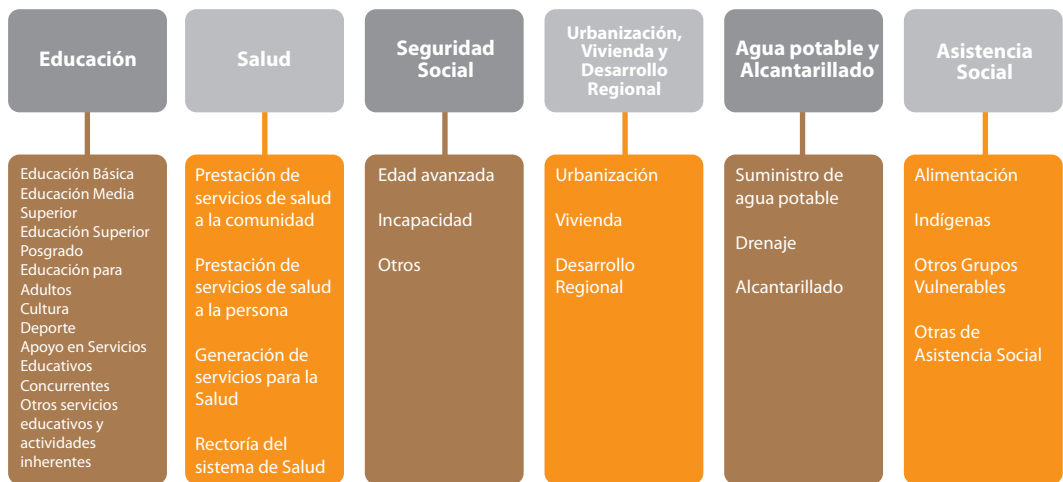 Educación
Educación Básica
Educación Media
Superior
Educación Superior
Posgrado
Educación para
Adultos
Cultura
Deporte
Apoyo en Servicios
Educativos
Concurrentes
Otros servicios
educativos y
actividades
inherentes
Salud
Prestación de
servicios de salud
a la comunidad
Prestación de
servicios de salud
a la persona
Generación de
servicios para la
Salud
Rectoría del
sistema de Salud
Seguridad
Social
Edad avanzada
Incapacidad
Otros
Urbanización,
Vivienda y
Desarrollo
Regional
Urbanización
Vivienda
Desarrollo
Regional
Agua potable y
Alcantarillado
Suministro de
agua potable
Drenaje
Alcantarillado
Asistencia
Social
Alimentación
Indígenas
Otros Grupos
Vulnerables
Otras de
Asistencia Social